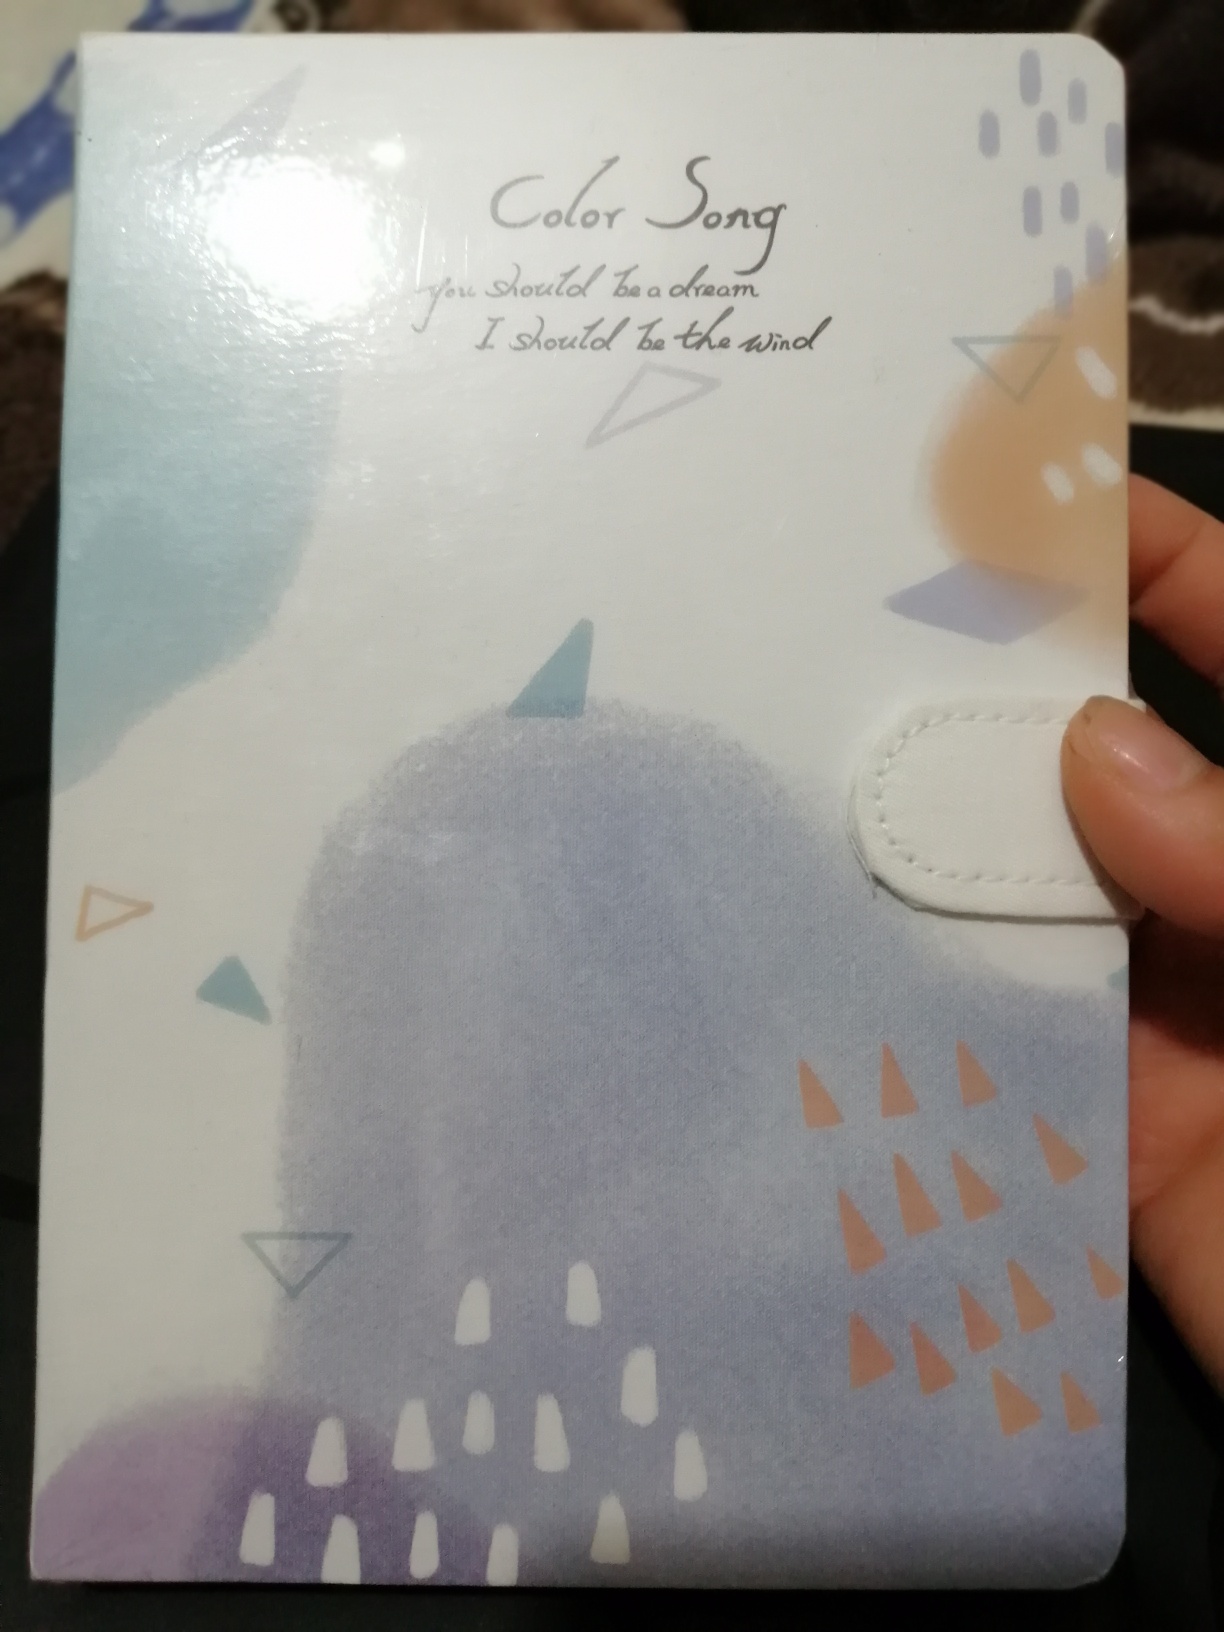 Color Song
you should be a dream
I should be the wind